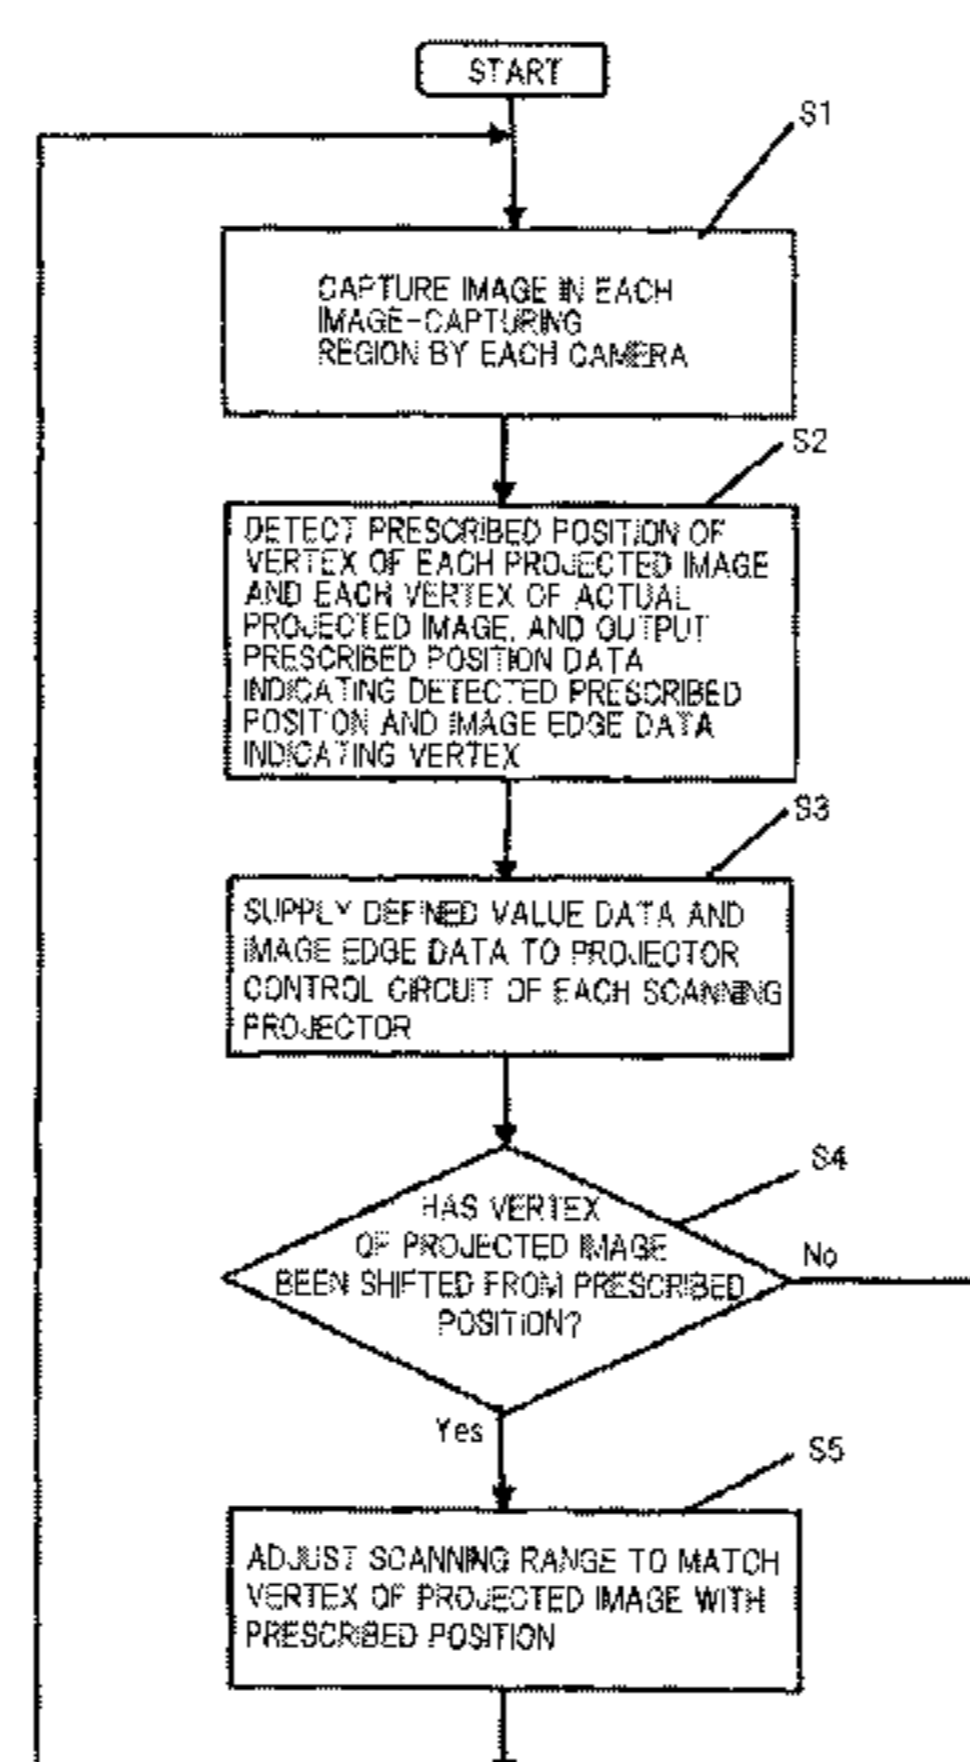 START
S1
CAPTURE IMAGE IN EACH
IMAGE-CAPTURING
REGION BY EACH CAMERA
S2
DETECT PRESCRIBED POSITION OF
VERTEX OF EACH PROJECTED IMAGE
AND EACH VERTEX OF ACTUAL
PROJECTED IMAGE, AND OUTPUT
PRESCRIBED POSITION DATA
INDICATING DETECTED PRESCRIBED
POSITION AND IMAGE EDGE DATA
INDICATING VERTEX
S3
SUPPLY DEFINED VALUE DATA AND
IMAGE EDGE DATA TO PROJECTOR
CONTROL CIRCUIT OF EACH SCANNING
PROJECTOR
S4
HAS VERTEX
OF PROJECTED IMAGE
BEEN SHIFTED FROM PRESCRIBED
POSITION?
No
Yes
S5
ADJUST SCANNING RANGE TO MATCH
VERTEX OF PROJECTED IMAGE WITH
PRESCRIBED POSITION